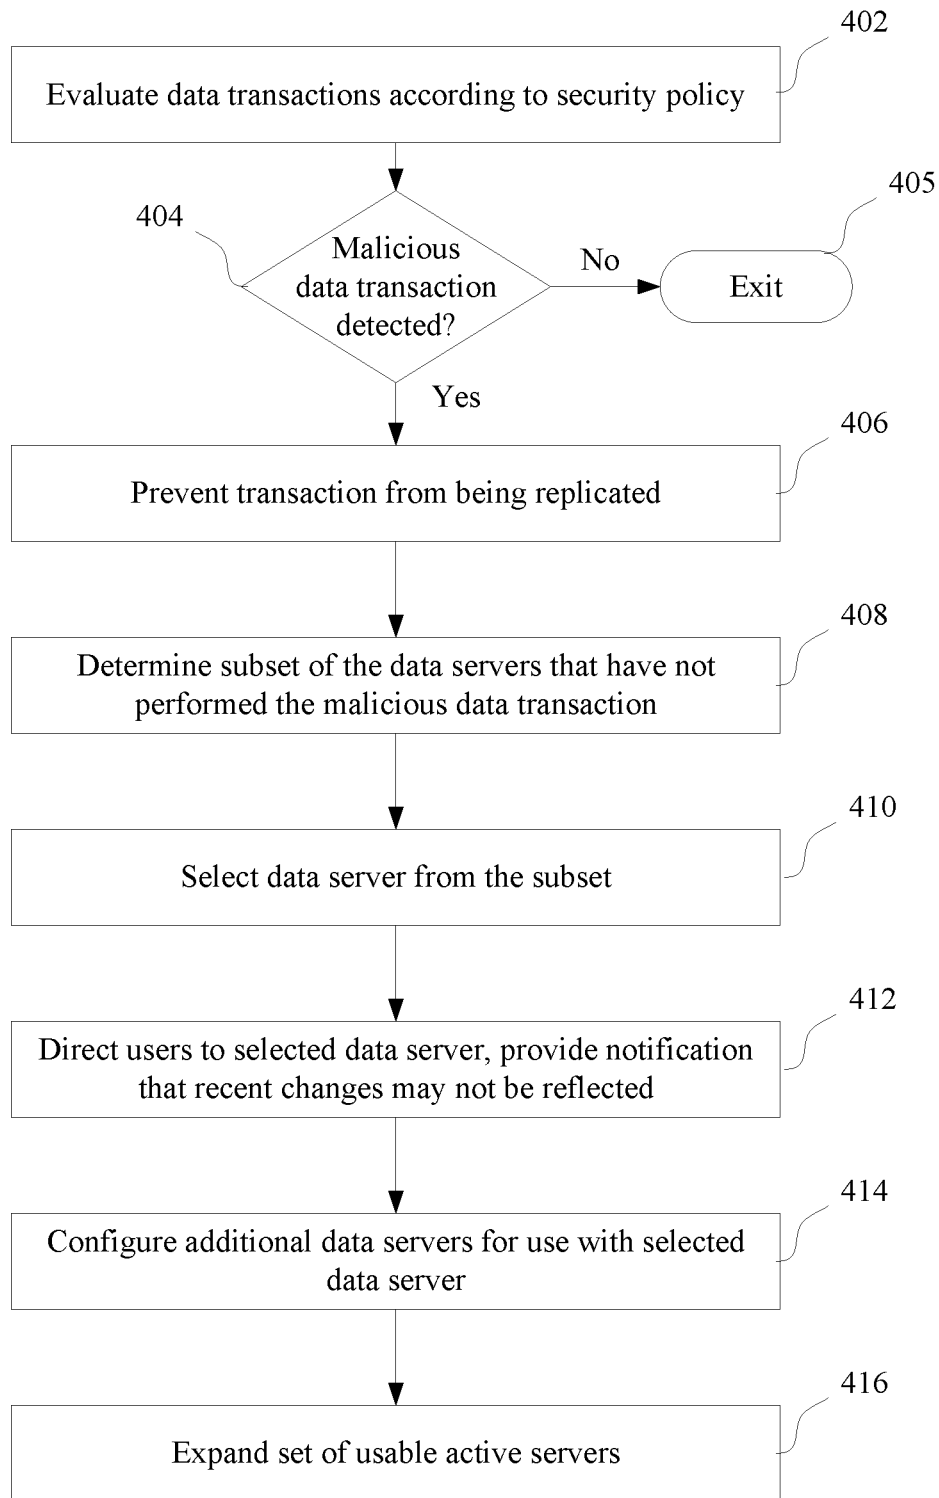 402
Evaluate data transactions according to security policy
405
404
Malicious
data transaction
detected?
No
Exit
Yes
406
Prevent transaction from being replicated
408
Determine subset of the data servers that have not
performed the malicious data transaction
410
Select data server from the subset
412
Direct users to selected data server, provide notification
that recent changes may not be reflected
414
Configure additional data servers for use with selected
data server
416
Expand set of usable active servers